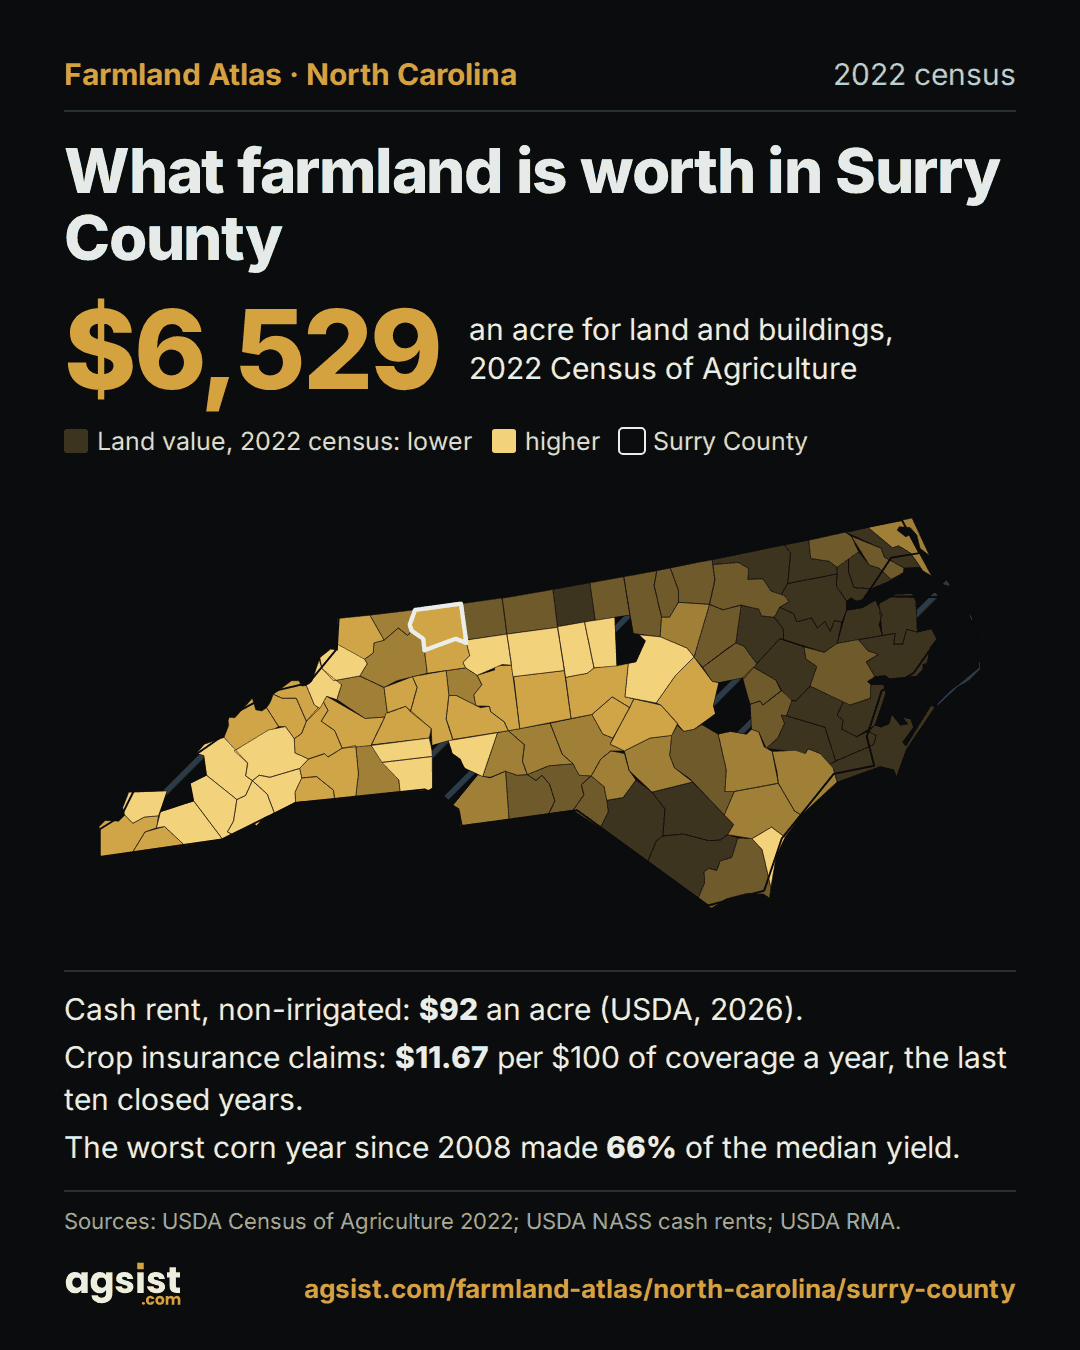 Farmland Atlas · North Carolina
2022 census
What farmland is worth in Surry
County
$6,529
an acre for land and buildings,
2022 Census of Agriculture
Land value, 2022 census: lower
higher
Surry County
Cash rent, non-irrigated: $92 an acre (USDA, 2026).
Crop insurance claims: $11.67 per $100 of coverage a year, the last
ten closed years.
The worst corn year since 2008 made 66% of the median yield.
Sources: USDA Census of Agriculture 2022; USDA NASS cash rents; USDA RMA.
agsist
.com
agsist.com/farmland-atlas/north-carolina/surry-county